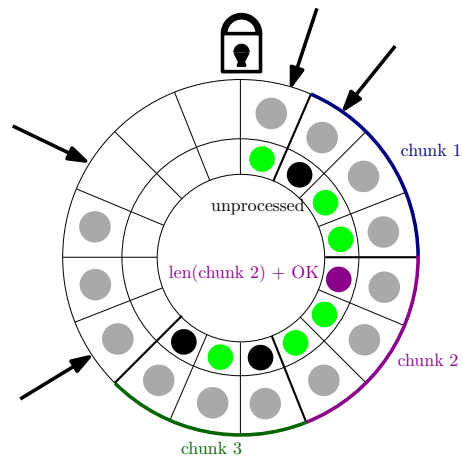 chunk 1
unprocessed
len(chunk 2) + OK
chunk 2
chunk 3